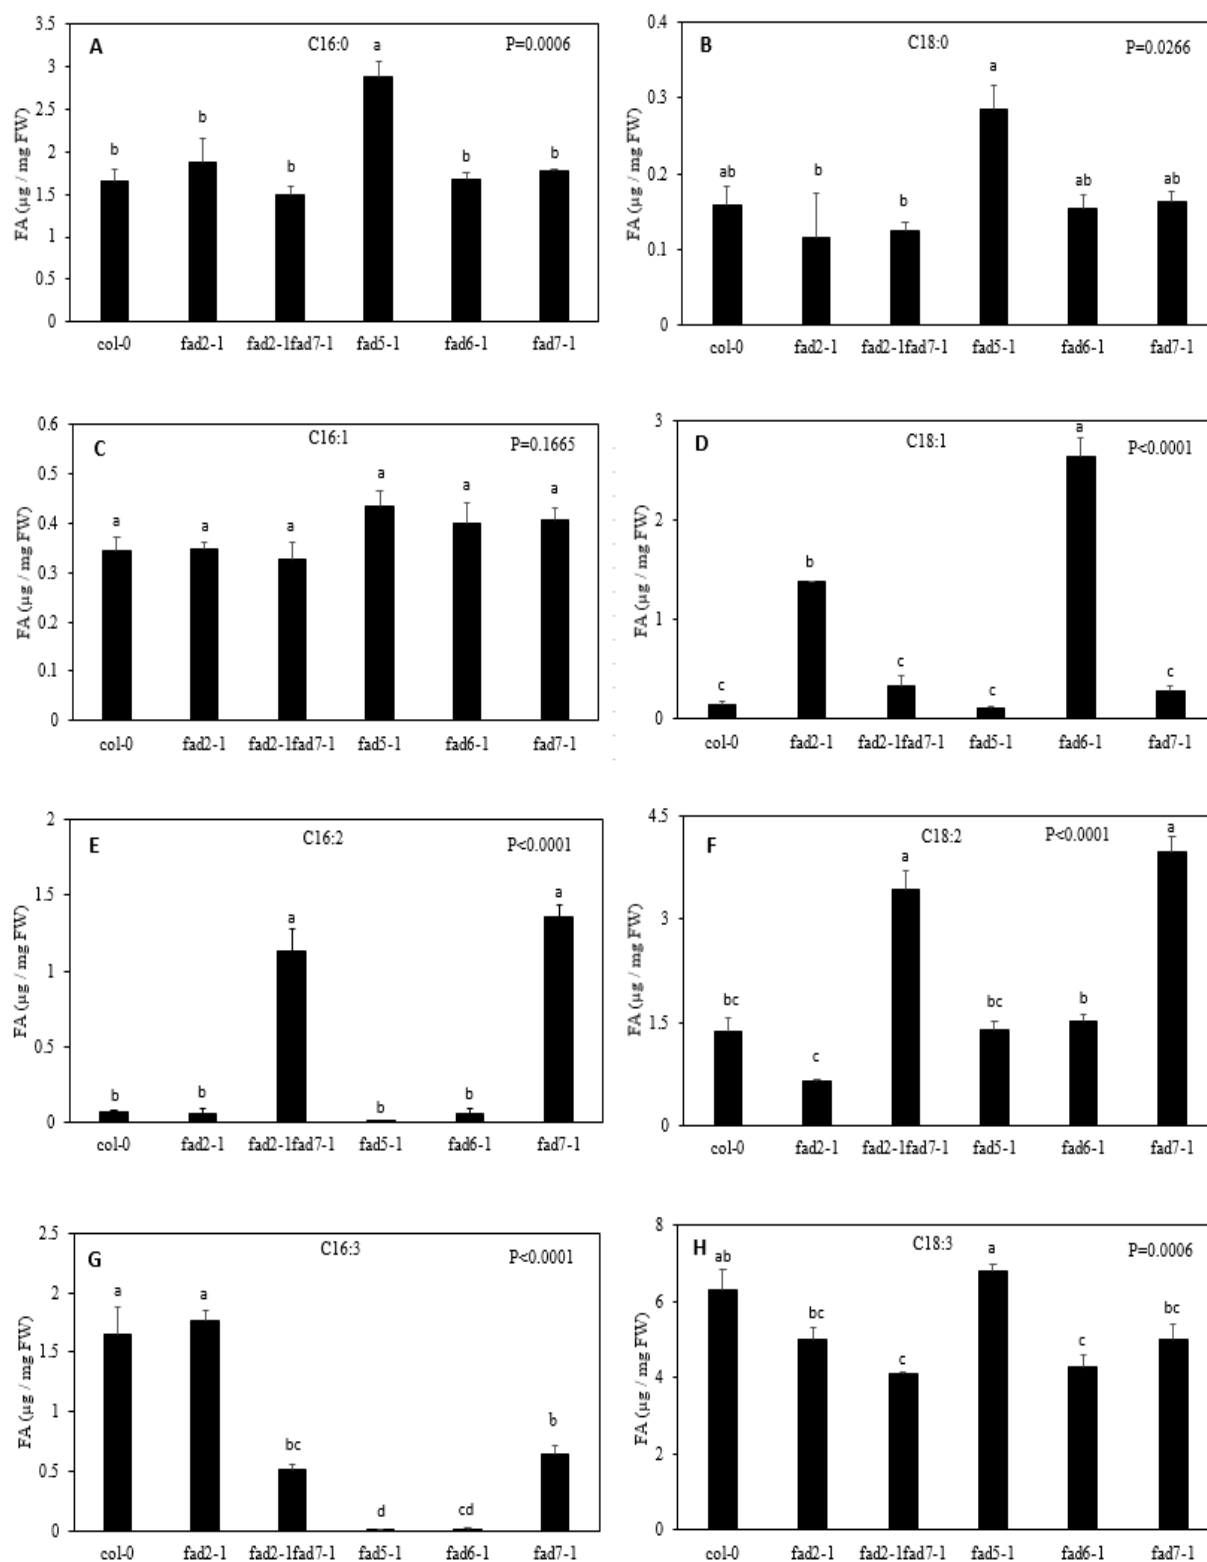 A
C16:0
P=0.0006
FA (µg / mg FW)
3.5
3
2.5
2
1.5
1
0.5
0
b
b
b
a
b
b
col-0
fad2-1
fad2-1fad7-1
fad5-1
fad6-1
fad7-1
B
C18:0
P=0.0266
FA (µg / mg FW)
0.4
0.3
0.2
0.1
0
ab
b
b
a
ab
ab
col-0
fad2-1
fad2-1fad7-1
fad5-1
fad6-1
fad7-1
C
C16:1
P=0.1665
FA (µg / mg FW)
0.6
0.5
0.4
0.3
0.2
0.1
0
a
a
a
a
a
a
col-0
fad2-1
fad2-1fad7-1
fad5-1
fad6-1
fad7-1
D
C18:1
P<0.0001
FA (µg / mg FW)
3
2
1
0
c
b
c
c
a
c
col-0
fad2-1
fad2-1fad7-1
fad5-1
fad6-1
fad7-1
E
C16:2
P<0.0001
FA (µg / mg FW)
2
1.5
1
0.5
0
b
b
a
b
b
a
col-0
fad2-1
fad2-1fad7-1
fad5-1
fad6-1
fad7-1
F
C18:2
P<0.0001
FA (µg / mg FW)
4.5
3
1.5
0
bc
c
a
bc
b
a
col-0
fad2-1
fad2-1fad7-1
fad5-1
fad6-1
fad7-1
G
C16:3
P<0.0001
FA (µg / mg FW)
2.5
2
1.5
1
0.5
0
a
a
bc
d
cd
b
col-0
fad2-1
fad2-1fad7-1
fad5-1
fad6-1
fad7-1
H
C18:3
P=0.0006
FA (µg / mg FW)
8
6
4
2
0
ab
bc
c
a
c
bc
col-0
fad2-1
fad2-1fad7-1
fad5-1
fad6-1
fad7-1